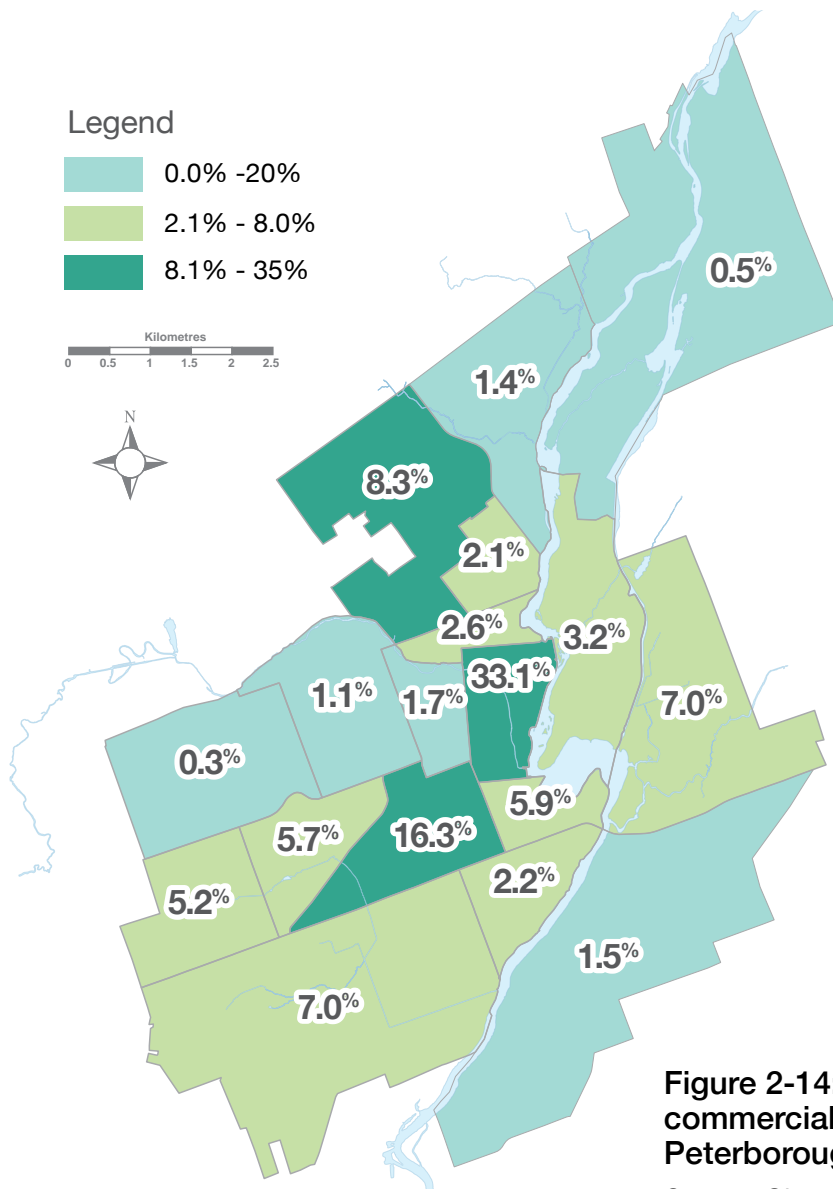 Legend
0.0% -20%
2.1% - 8.0%
8.1% - 35%
Kilometres
0 0.5 1 1.5 2 2.5
N
0.5%
1.4%
8.3%
2.1%
2.6%
3.2%
33.1%
1.1%
1.7%
7.0%
0.3%
5.9%
5.7%
16.3%
2.2%
5.2%
1.5%
7.0%
Figure 2-14
commercial
Peterboroug